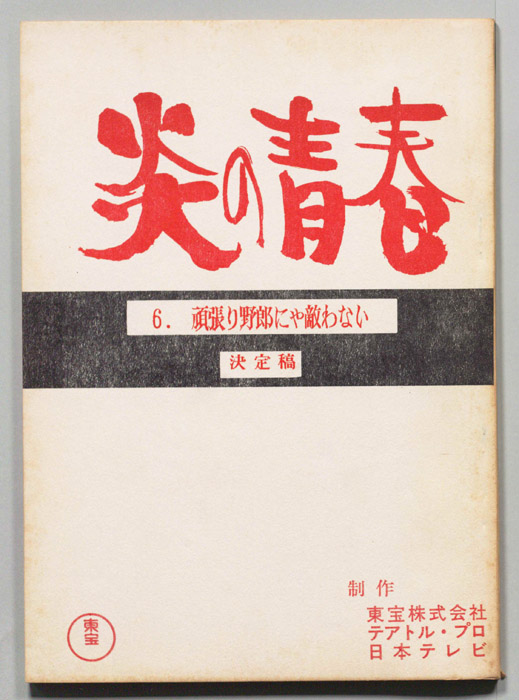 炎の青春
6. 頑張り野郎にゃ敵わない
決定稿
制作
東宝株式会社
テアトル・プロ
日本テレビ
東宝